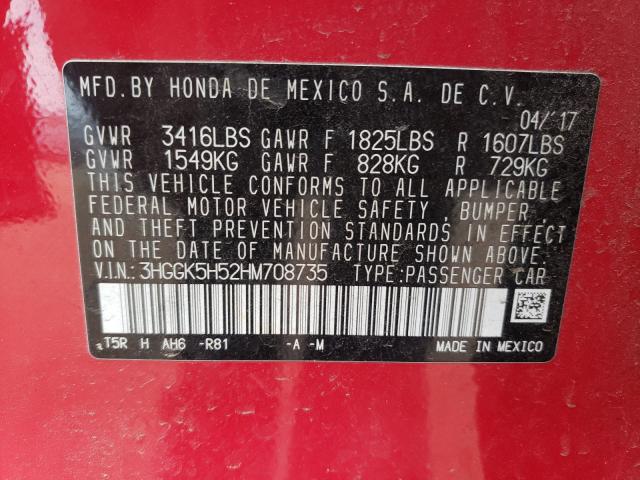 MFD. BY HONDA DE MEXICO S.A. DE C.V.
04/'17
GVWR 3416LBS GAWR F 1825LBS R 1607LBS
GVWR 1549KG GAWR F 828KG R 729KG
THIS VEHICLE CONFORMS TO ALL APPLICABLE
FEDERAL MOTOR VEHICLE SAFETY , BUMPER ,
AND THEFT PREVENTION STANDARDS IN EFFECT
ON THE DATE OF MANUFACTURE SHOWN ABOVE.
V.I.N.: 3HGGK5H52HM708735 TYPE:PASSENGER CAR
T5R H AH6 -R81 -A -M MADE IN MEXICO